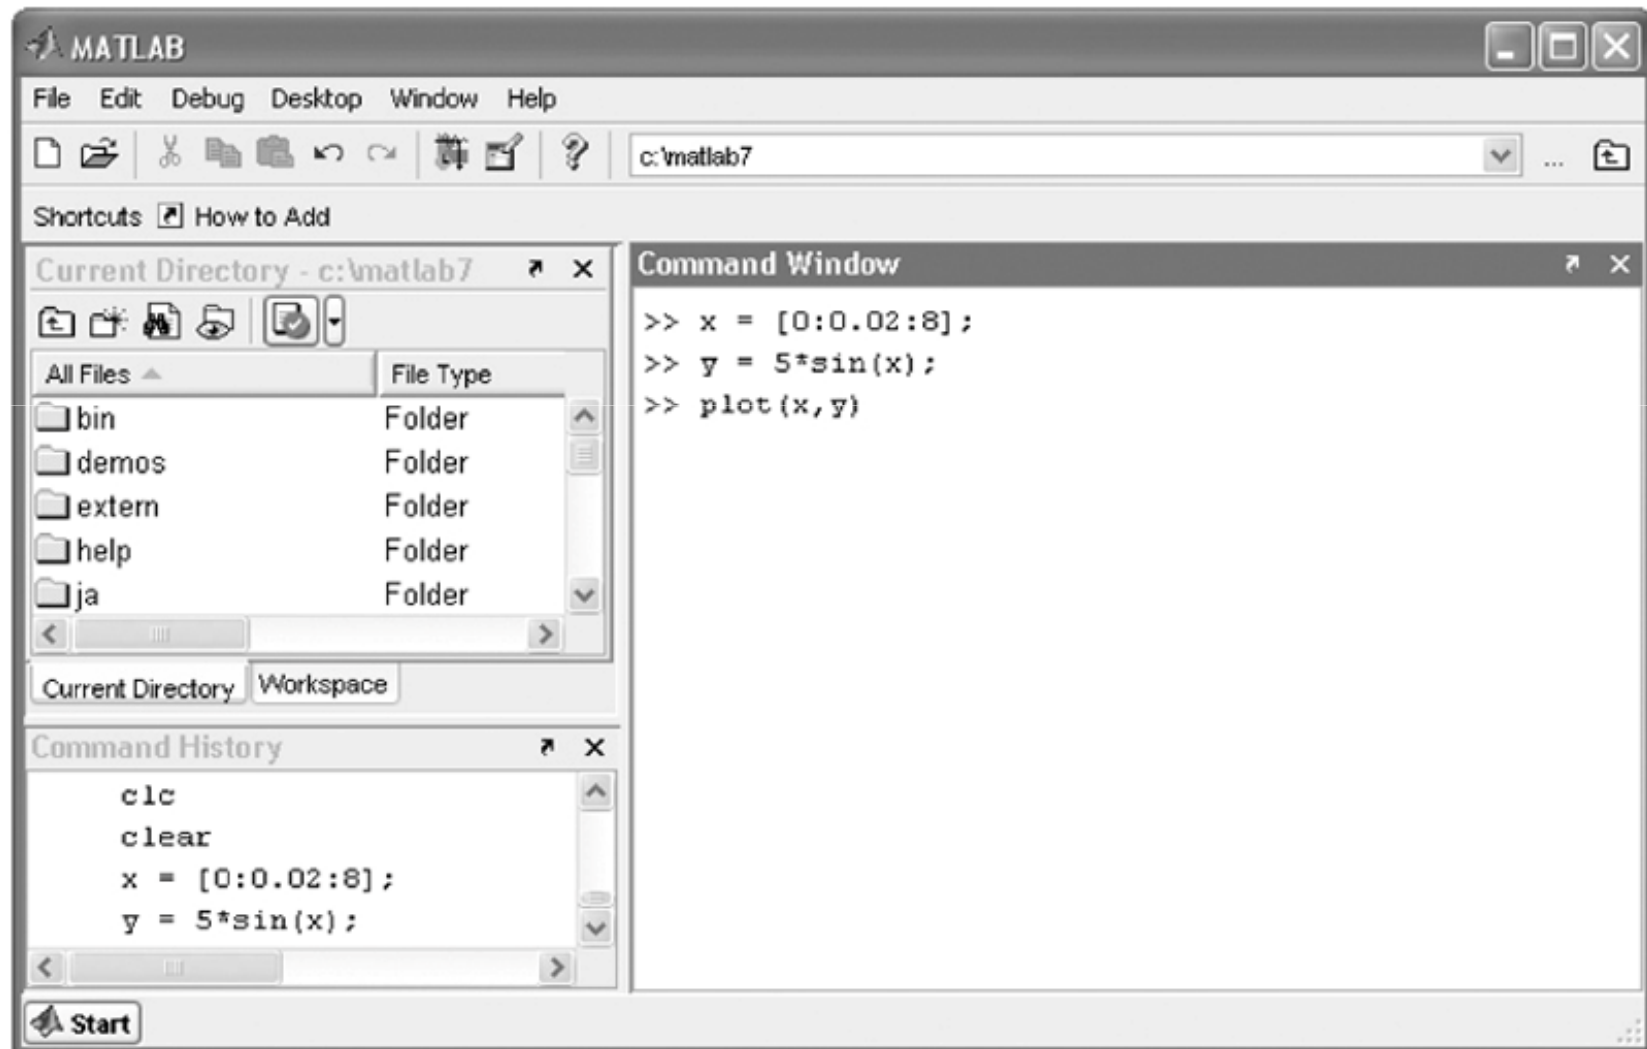 MATLAB
File Edit Debug Desktop Window Help
c:\matlab7 ...
Shortcuts How to Add
Current Directory - c:\matlab7
All Files File Type
bin Folder
demos Folder
extern Folder
help Folder
ja Folder
Current Directory Workspace
Command History
clc
clear
x = [0:0.02:8];
y = 5*sin(x);
Start
Command Window
>> x = [0:0.02:8];
>> y = 5*sin(x);
>> plot(x,y)